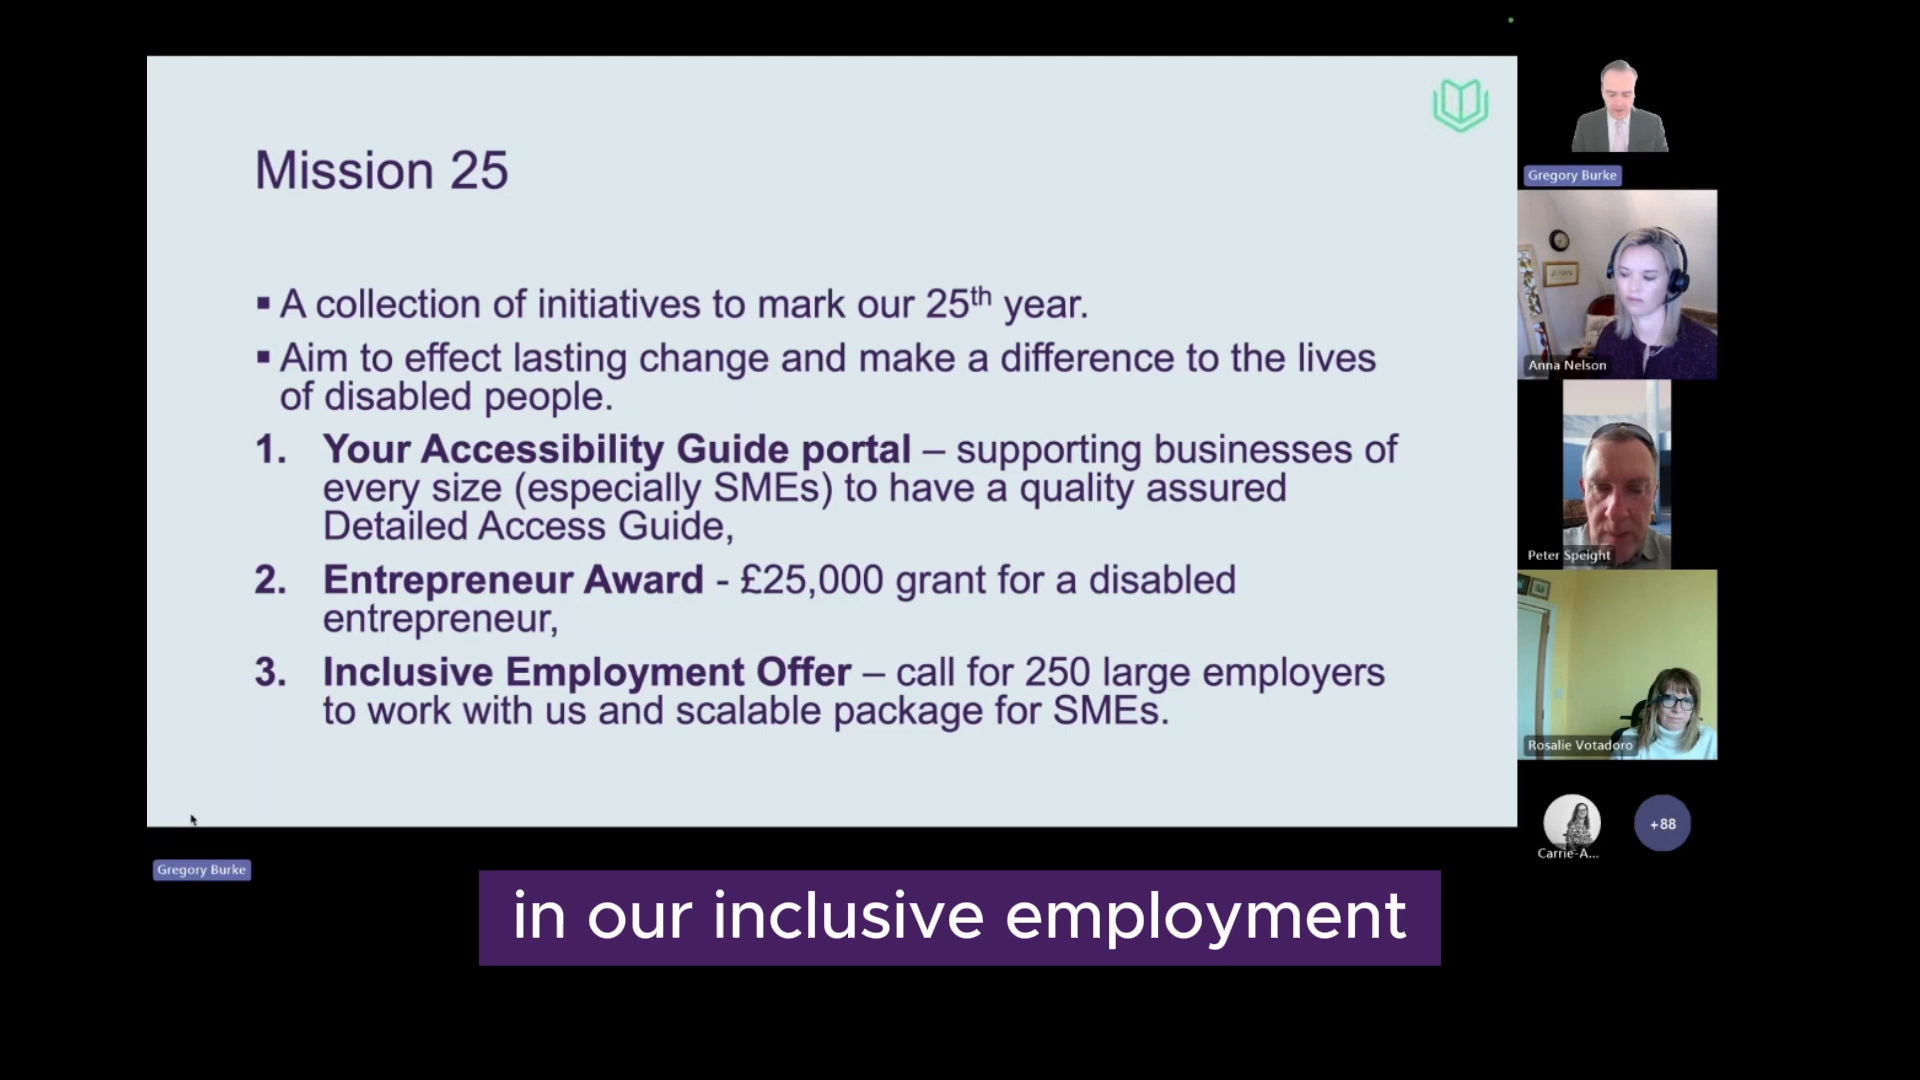 Mission 25
▪ A collection of initiatives to mark our 25th year.
▪ Aim to effect lasting change and make a difference to the lives
of disabled people.
1. Your Accessibility Guide portal – supporting businesses of
every size (especially SMEs) to have a quality assured
Detailed Access Guide,
2. Entrepreneur Award - £25,000 grant for a disabled
entrepreneur,
3. Inclusive Employment Offer – call for 250 large employers
to work with us and scalable package for SMEs.
Gregory Burke
Anna Nelson
Peter Speight
Rosalie Votadoro
Carrie-A...
+88
Gregory Burke
in our inclusive employment